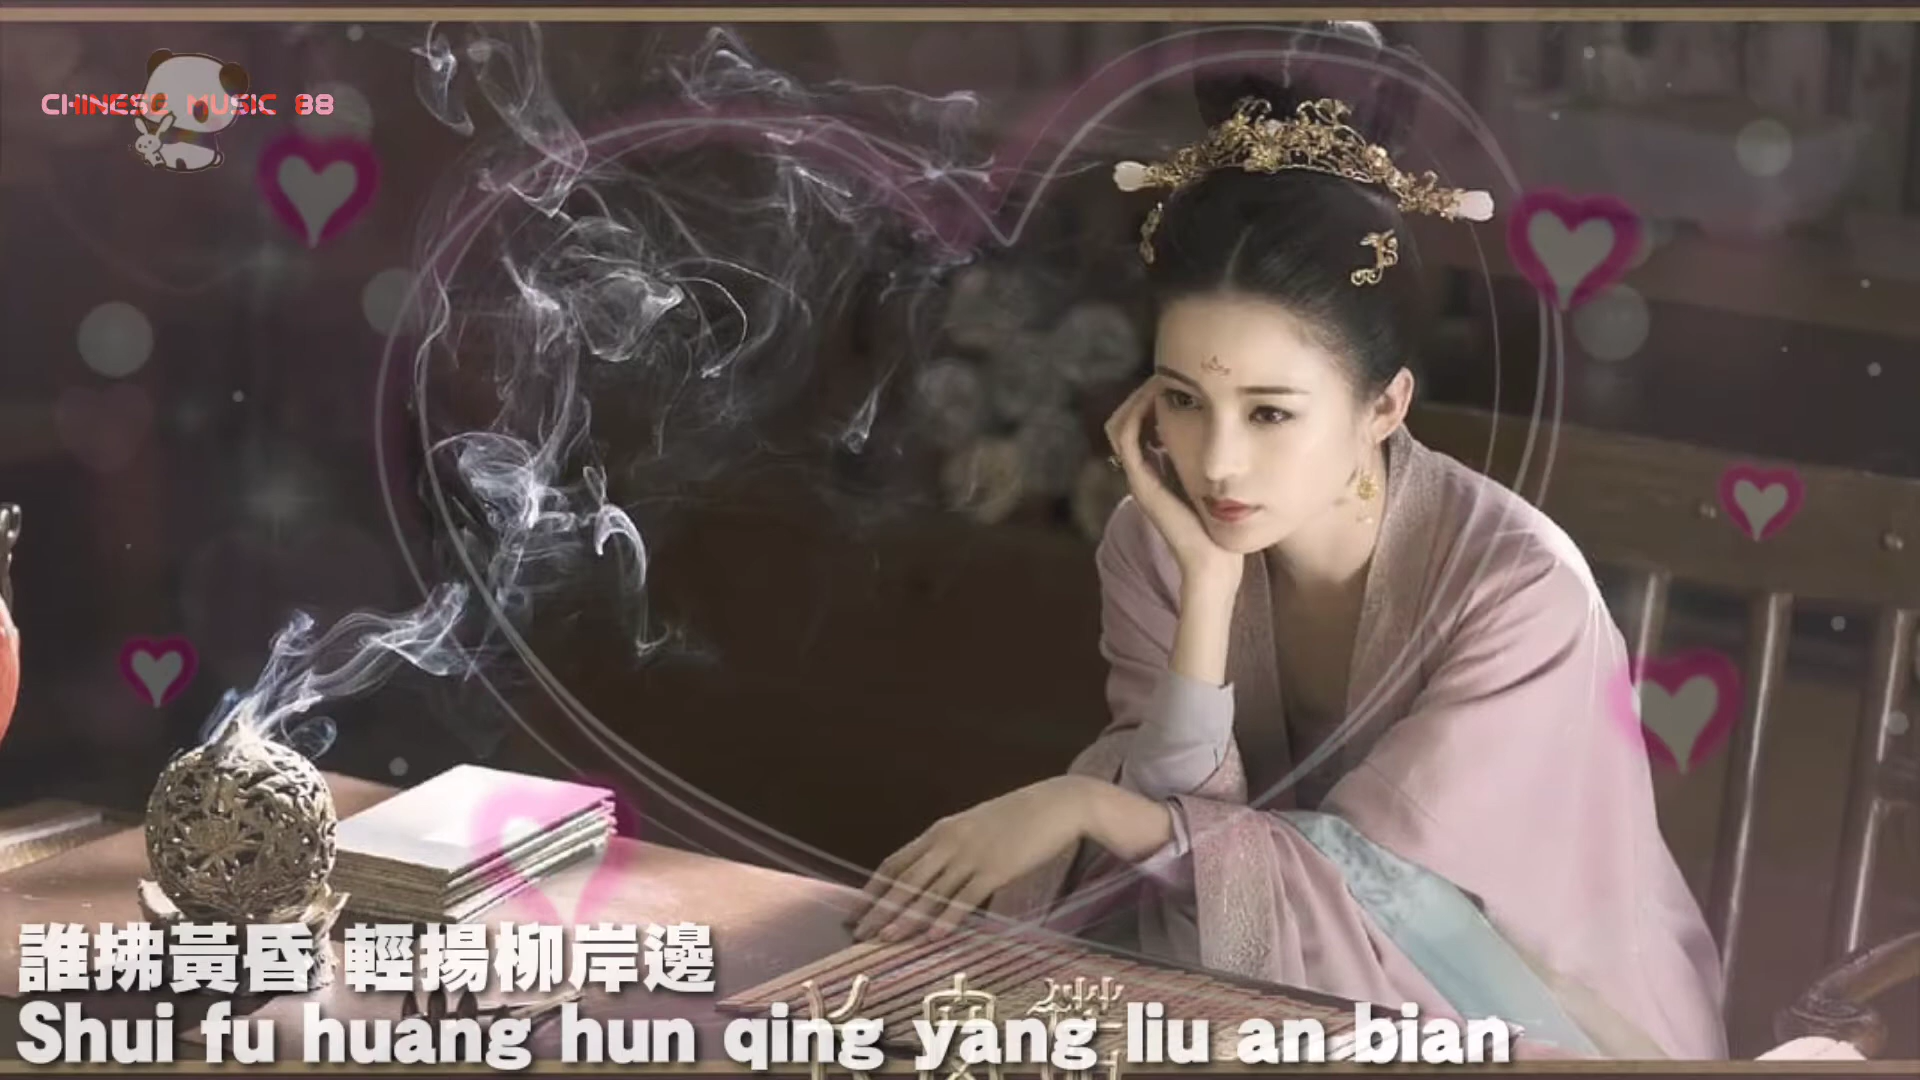 CHINESE MUSIC 88
誰拂黃昏 輕揚柳岸邊
Shui fu huang hun qing yang liu an bian